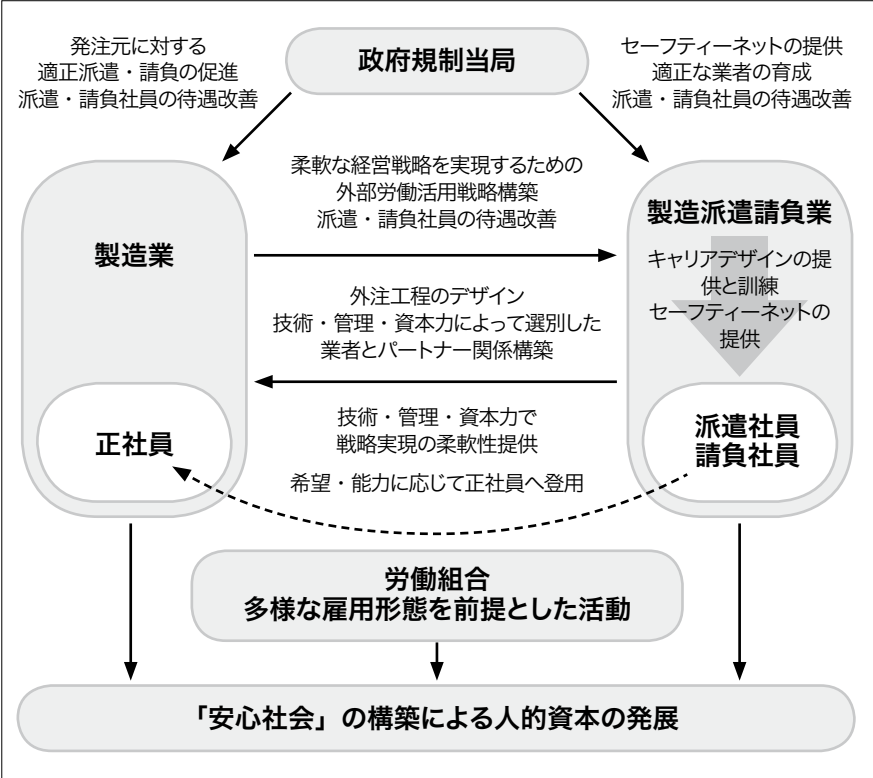 発注元に対する
適正派遣・請負の促進
派遣・請負社員の待遇改善
政府規制当局
セーフティーネットの提供
適正な業者の育成
派遣・請負社員の待遇改善
製造業
柔軟な経営戦略を実現するための
外部労働活用戦略構築
派遣・請負社員の待遇改善
外注工程のデザイン
技術・管理・資本力によって選別した
業者とパートナー関係構築
製造派遣請負業
キャリアデザインの提
供と訓練
セーフティーネットの
提供
正社員
技術・管理・資本力で
戦略実現の柔軟性提供
希望・能力に応じて正社員へ登用
派遣社員
請負社員
労働組合
多様な雇用形態を前提とした活動
「安心社会」の構築による人的資本の発展